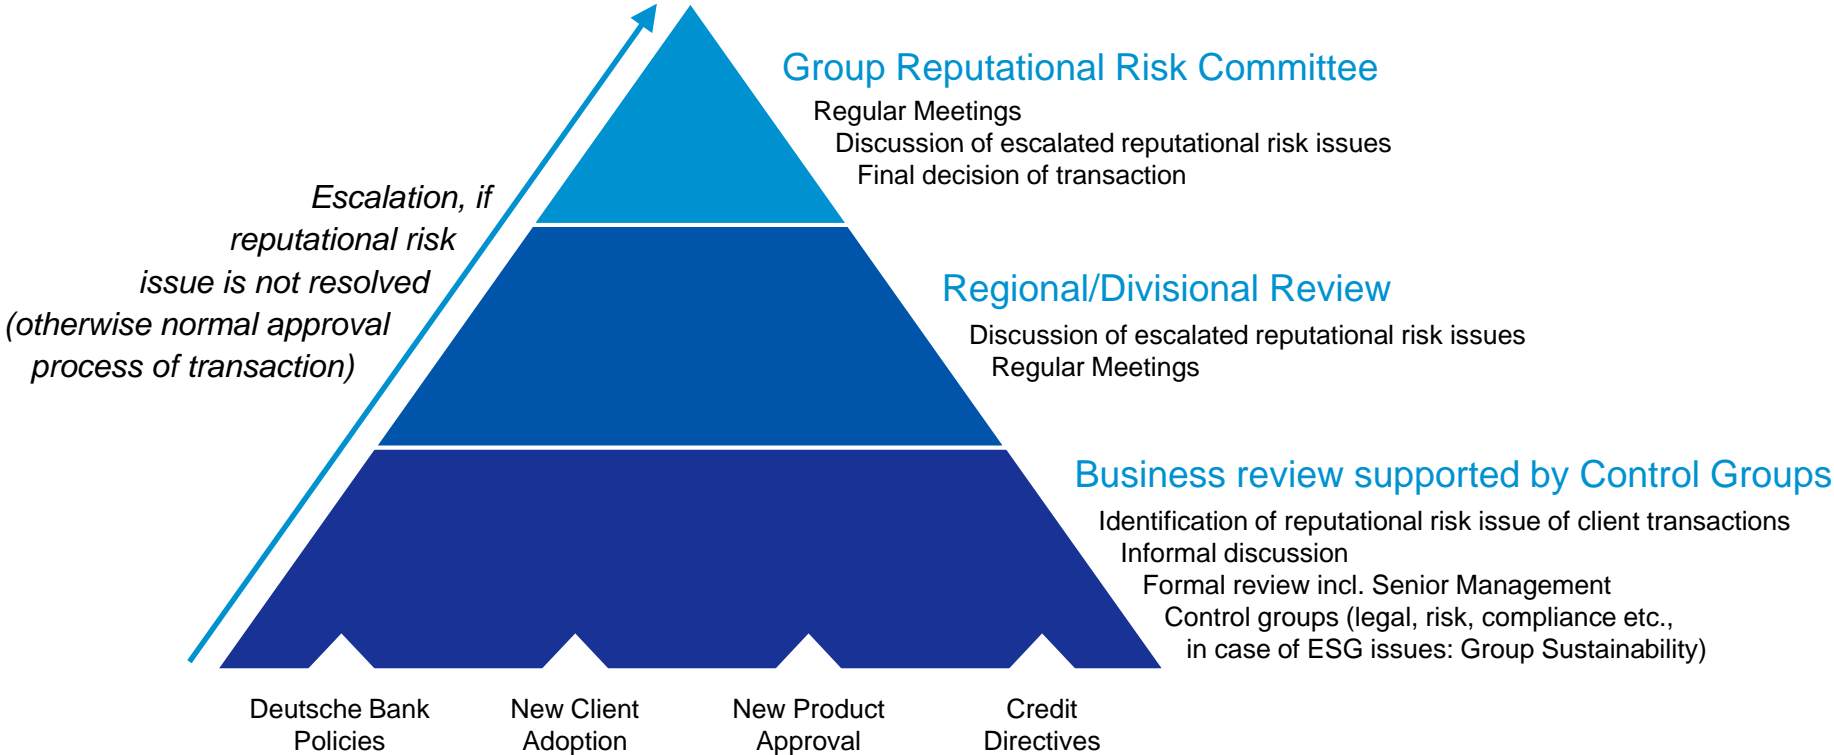 Group Reputational Risk Committee
Regular Meetings
Discussion of escalated reputational risk issues
Final decision of transaction
Escalation, if
reputational risk
issue is not resolved
(otherwise normal approval
process of transaction)
Regional/Divisional Review
Discussion of escalated reputational risk issues
Regular Meetings
Business review supported by Control Groups
Identification of reputational risk issue of client transactions
Informal discussion
Formal review incl. Senior Management
Control groups (legal, risk, compliance etc.,
in case of ESG issues: Group Sustainability)
Deutsche Bank
Policies
New Client
Adoption
New Product
Approval
Credit
Directives